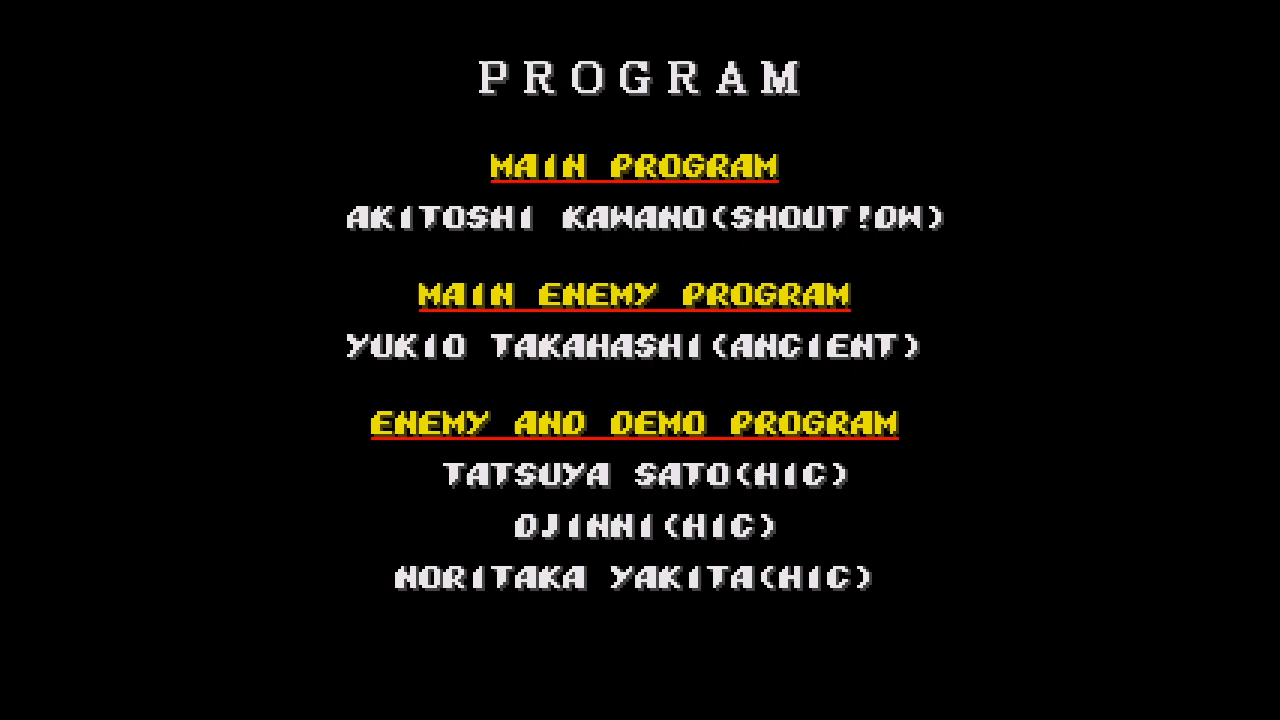 PROGRAM
MAIN PROGRAM
AKITOSHI KAWANO(SHOUT!DW)
MAIN ENEMY PROGRAM
YUKIO TAKAHASHI(ANCIENT)
ENEMY AND DEMO PROGRAM
TATSUYA SATO(HIC)
DJINNI(HIC)
NORITAKA YAKITA(HIC)